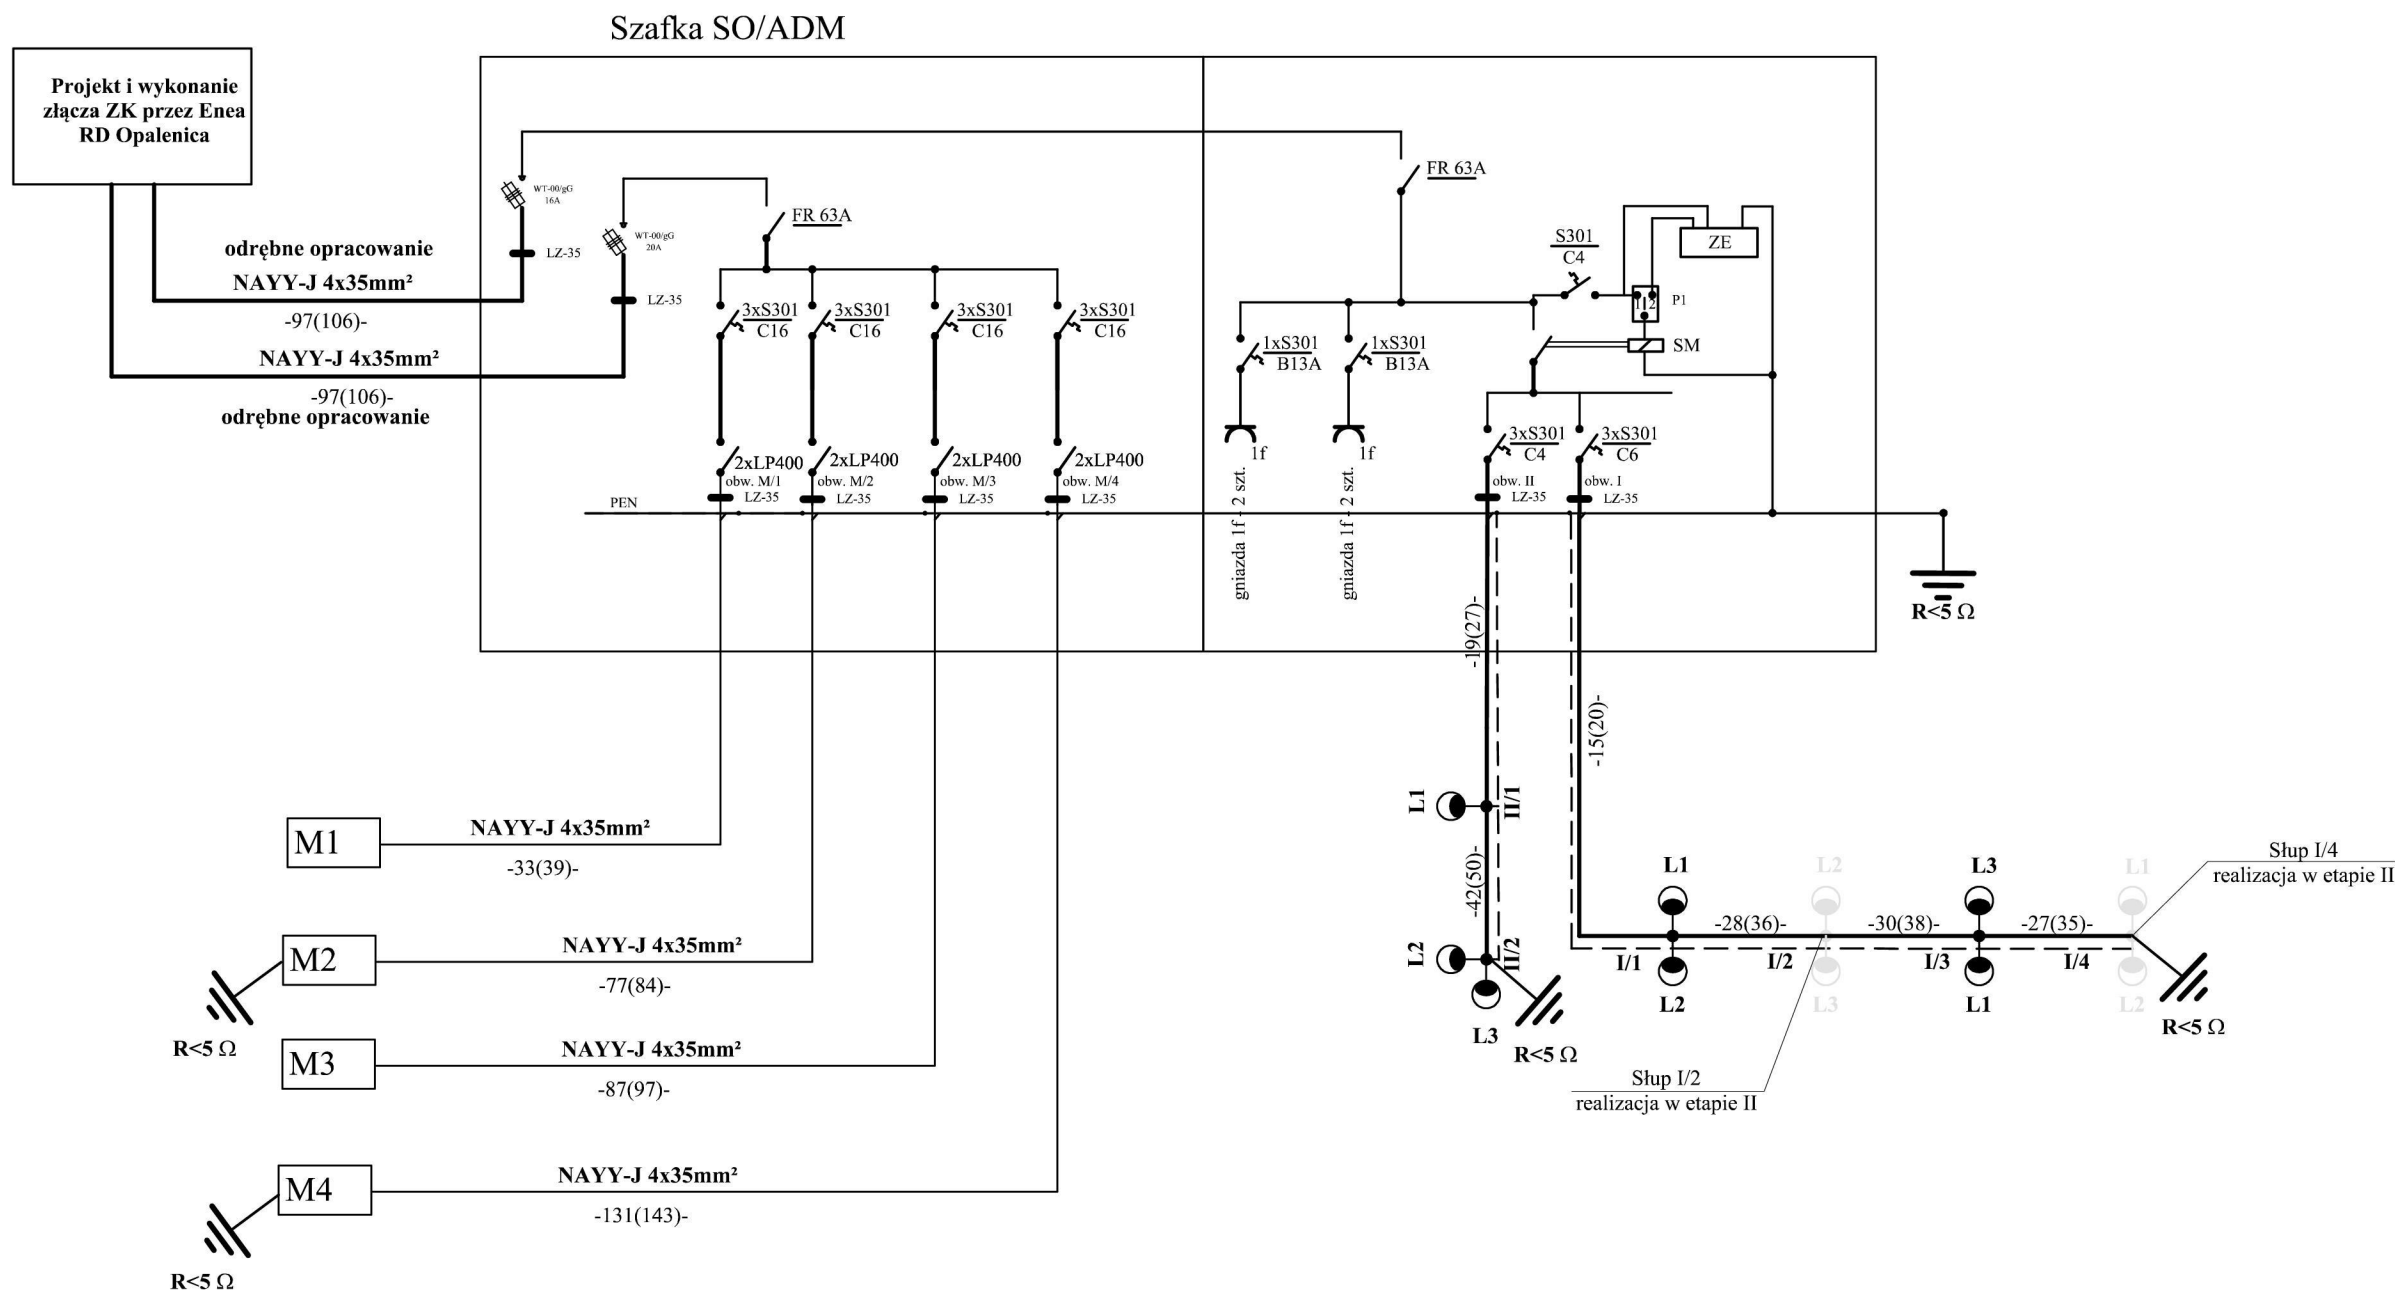 Szafka SO/ADM
Projekt i wykonanie
złącza ZK przez Enea
RD Opalenica
odrębne opracowanie
NAYY-J 4x35mm²
-97(106)-
NAYY-J 4x35mm²
-97(106)-
odrębne opracowanie
WT-00/gG
16A
LZ-35
WT-00/gG
20A
LZ-35
FR 63A
3xS301
C16
3xS301
C16
3xS301
C16
3xS301
C16
2xLP400
2xLP400
2xLP400
2xLP400
obw. M/1
LZ-35
obw. M/2
LZ-35
obw. M/3
LZ-35
obw. M/4
LZ-35
PEN
FR 63A
S301
C4
ZE
1
2
P1
SM
1xS301
B13A
1xS301
B13A
1f
1f
gniazda 1f - 2 szt.
gniazda 1f - 2 szt.
3xS301
C4
3xS301
C6
obw. II
LZ-35
obw. I
LZ-35
R<5 Ω
-19(27)-
-15(20)-
L1
II/1
-42(50)-
L2
II/2
L3
R<5 Ω
M1
NAYY-J 4x35mm²
-33(39)-
M2
NAYY-J 4x35mm²
-77(84)-
R<5 Ω
M3
NAYY-J 4x35mm²
-87(97)-
M4
NAYY-J 4x35mm²
-131(143)-
R<5 Ω
L1
L2
L3
L1
-28(36)-
-30(38)-
-27(35)-
I/1
I/2
I/3
I/4
L2
L3
L1
L2
Słup I/4
realizacja w etapie II
R<5 Ω
Słup I/2
realizacja w etapie II